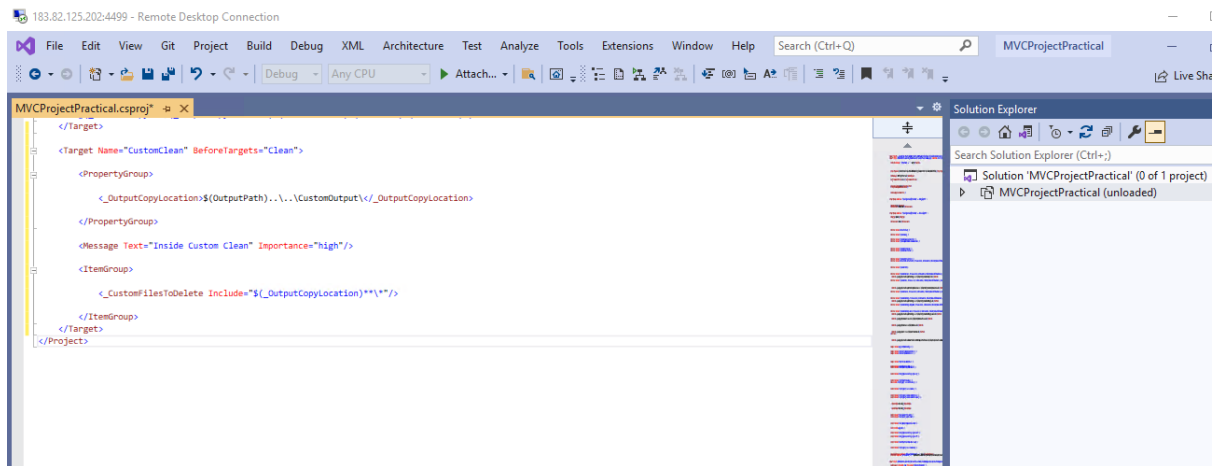 183.82.125.202:4499 - Remote Desktop Connection
File Edit View Git Project Build Debug XML Architecture Test Analyze Tools Extensions Window Help Search (Ctrl+Q) MVCProjectPractical
Debug Any CPU Attach... Live Sha
MVCProjectPractical.csproj*
Solution Explorer
Search Solution Explorer (Ctrl+;)
Solution 'MVCProjectPractical' (0 of 1 project)
MVCProjectPractical (unloaded)
</Target>
<Target Name="CustomClean" BeforeTargets="Clean">
<PropertyGroup>
<_OutputCopyLocation>$(OutputPath)..\..\CustomOutput\</_OutputCopyLocation>
</PropertyGroup>
<Message Text="Inside Custom Clean" Importance="high"/>
<ItemGroup>
<_CustomFilesToDelete Include="$(_OutputCopyLocation)**\*"/>
</ItemGroup>
</Target>
</Project>